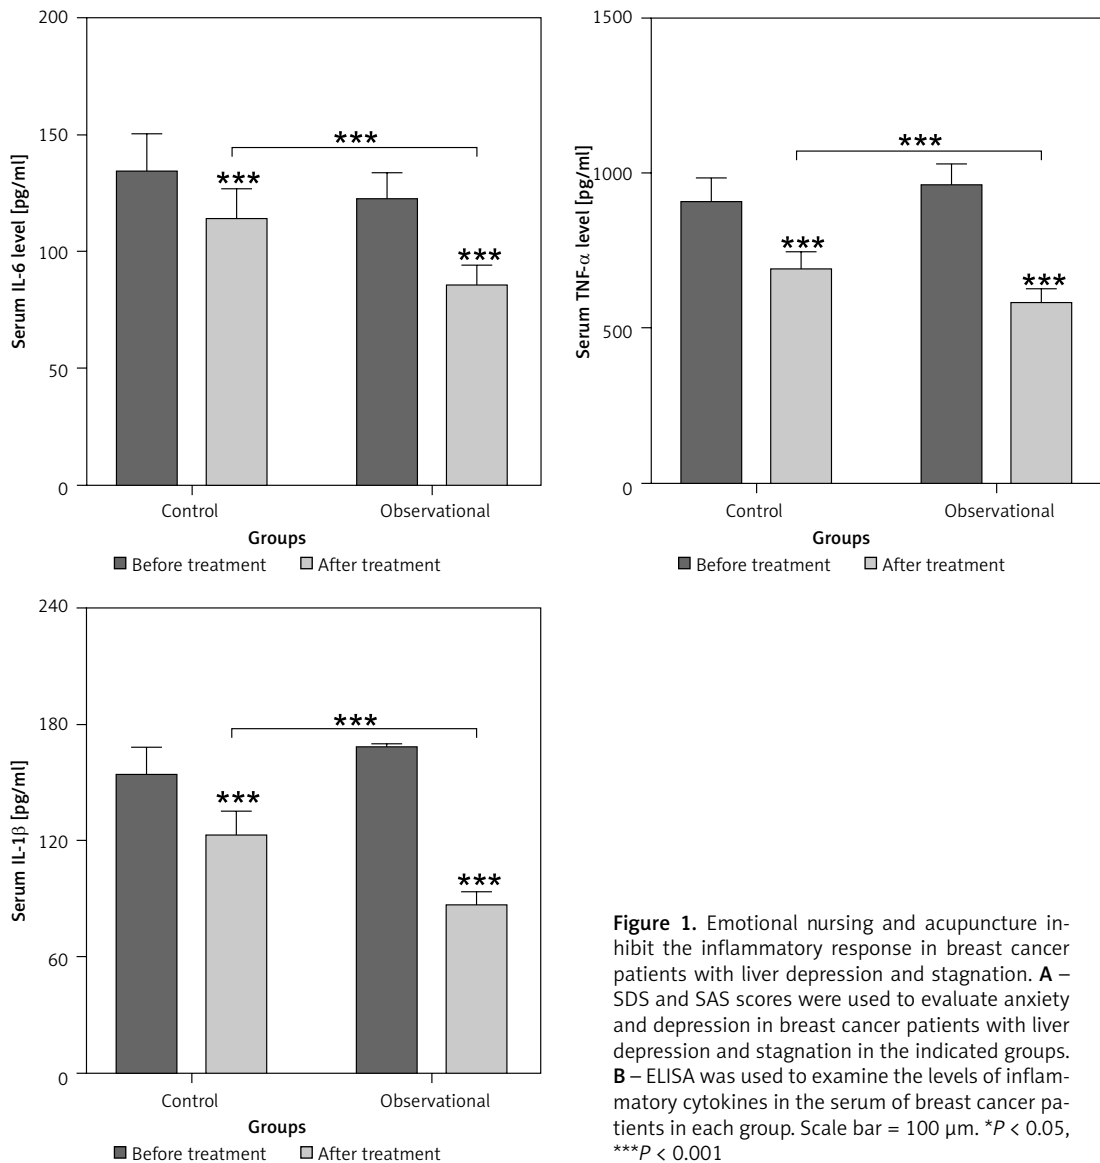 200
150
100
50
0
Serum IL-6 level [pg/ml]
***
***
***
Control
Observational
Groups
Before treatment After treatment
1500
1000
500
0
Serum TNF-α level [pg/ml]
***
***
***
Control
Observational
Groups
Before treatment After treatment
240
180
120
60
0
Serum IL-1β [pg/ml]
***
***
***
Control
Observational
Groups
Before treatment After treatment
Figure 1. Emotional nursing and acupuncture in-
hibit the inflammatory response in breast cancer
patients with liver depression and stagnation. A –
SDS and SAS scores were used to evaluate anxiety
and depression in breast cancer patients with liver
depression and stagnation in the indicated groups.
B – ELISA was used to examine the levels of inflam-
matory cytokines in the serum of breast cancer pa-
tients in each group. Scale bar = 100 μm. *P < 0.05,
***P < 0.001